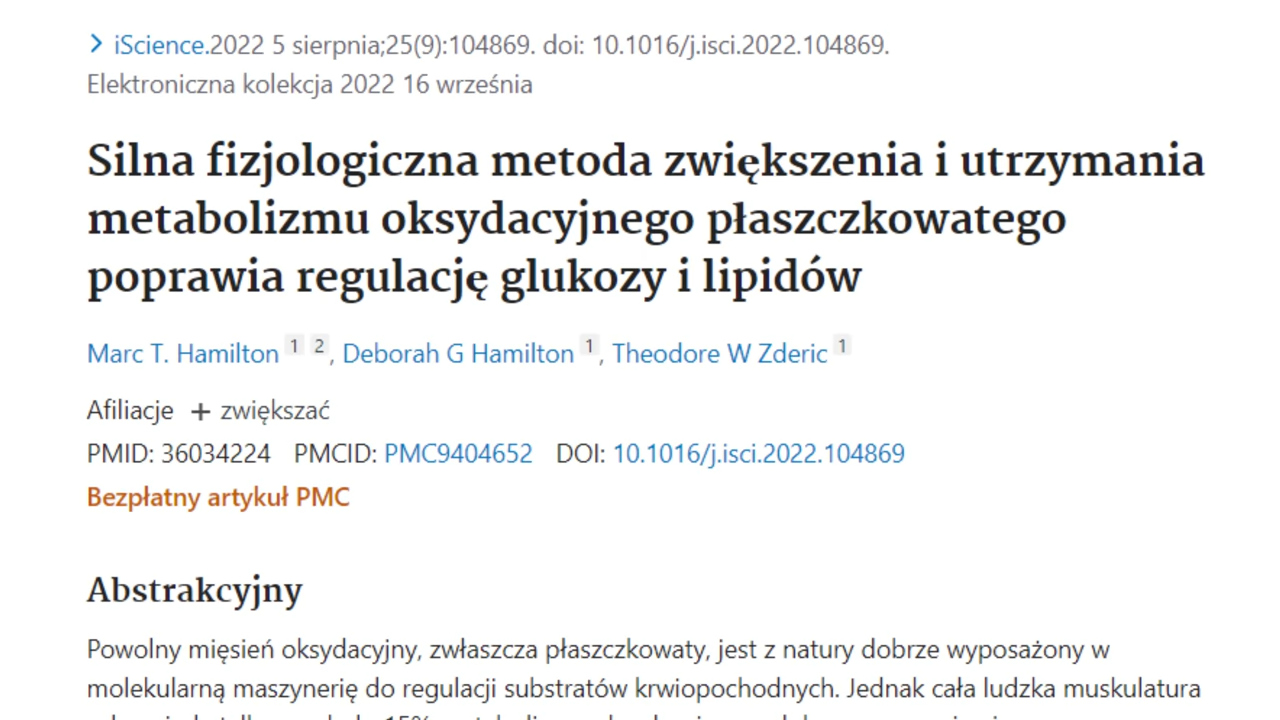 > iScience.2022 5 sierpnia;25(9):104869. doi: 10.1016/j.isci.2022.104869.
Elektroniczna kolekcja 2022 16 września
Silna fizjologiczna metoda zwiększenia i utrzymania
metabolizmu oksydacyjnego płaszczkowatego
poprawia regulację glukozy i lipidów
Marc T. Hamilton 1 2, Deborah G Hamilton 1, Theodore W Zderic 1
Afiliacje + zwiększać
PMID: 36034224 PMCID: PMC9404652 DOI: 10.1016/j.isci.2022.104869
Bezpłatny artykuł PMC
Abstrakcyjny
Powolny mięsień oksydacyjny, zwłaszcza płaszczkowaty, jest z natury dobrze wyposażony w
molekularną maszynerię do regulacji substratów krwiopochodnych. Jednak cała ludzka muskulatura
15%